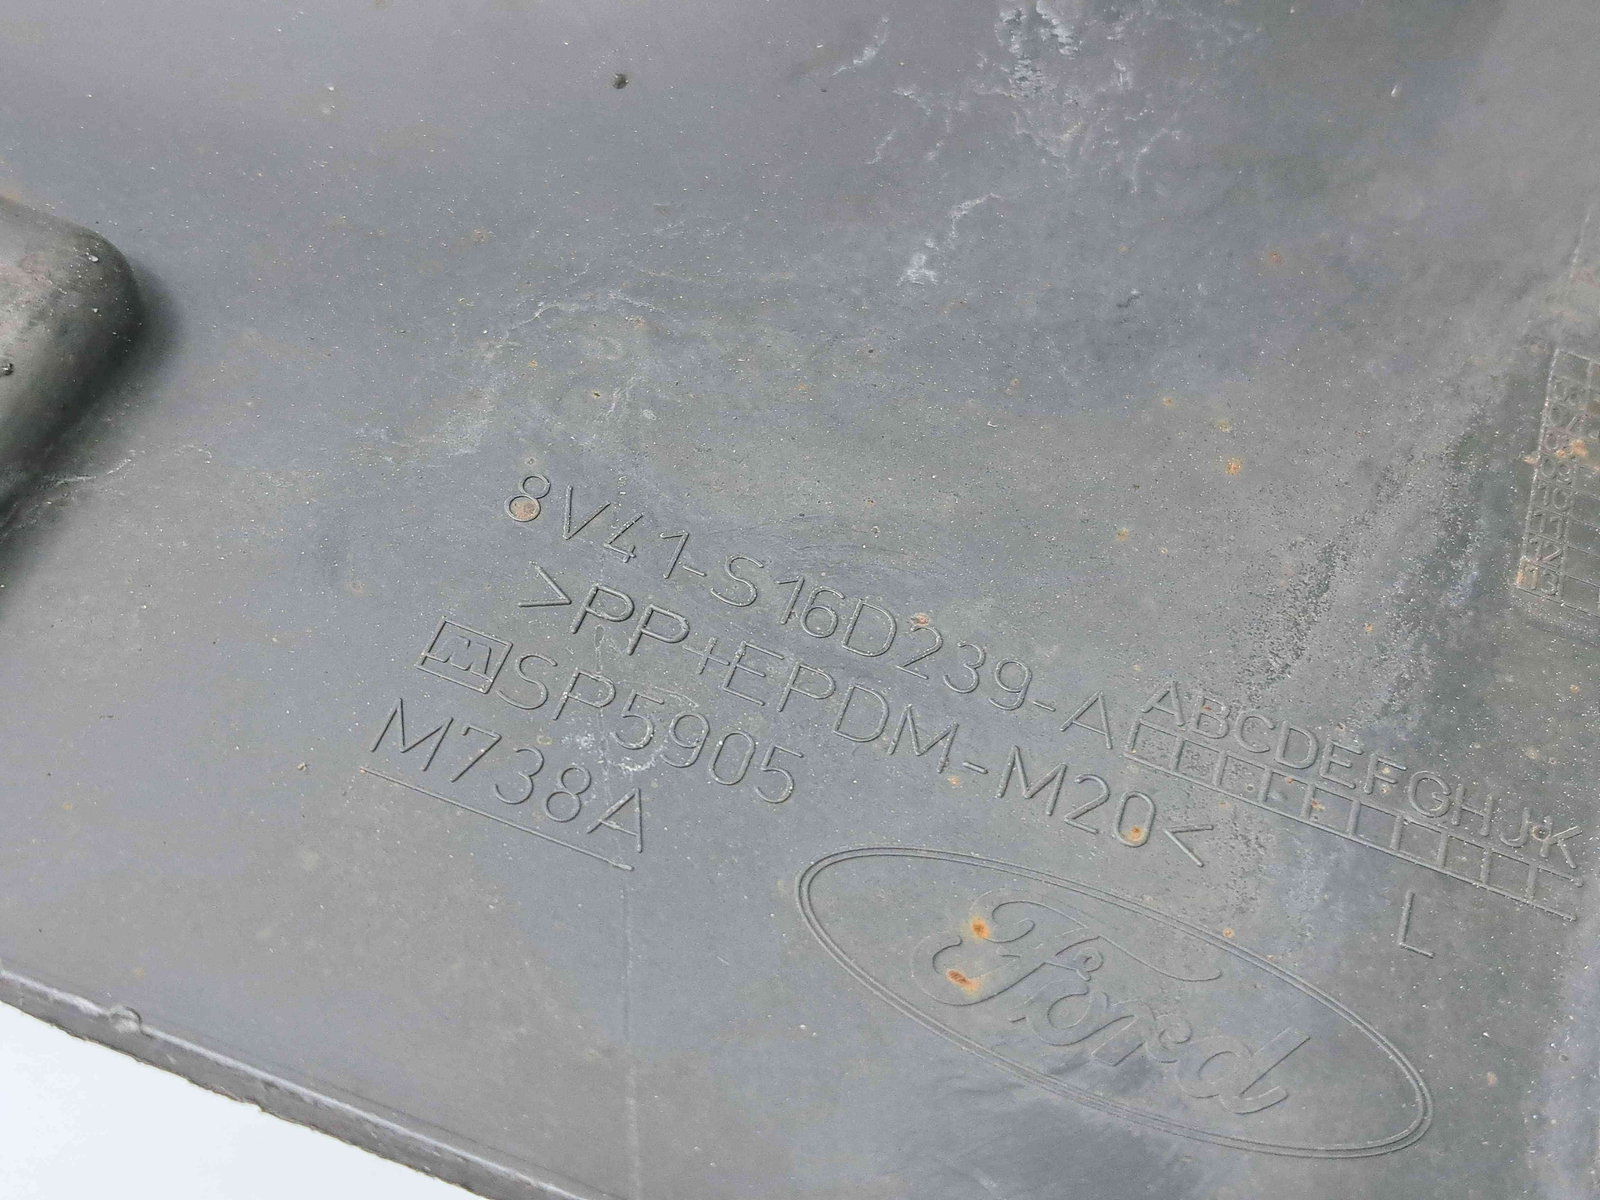 8V41-S16D239-A
ABCDEFGHJK
>PP+EPDM-M20<
SP5905
M738A
L
Ford